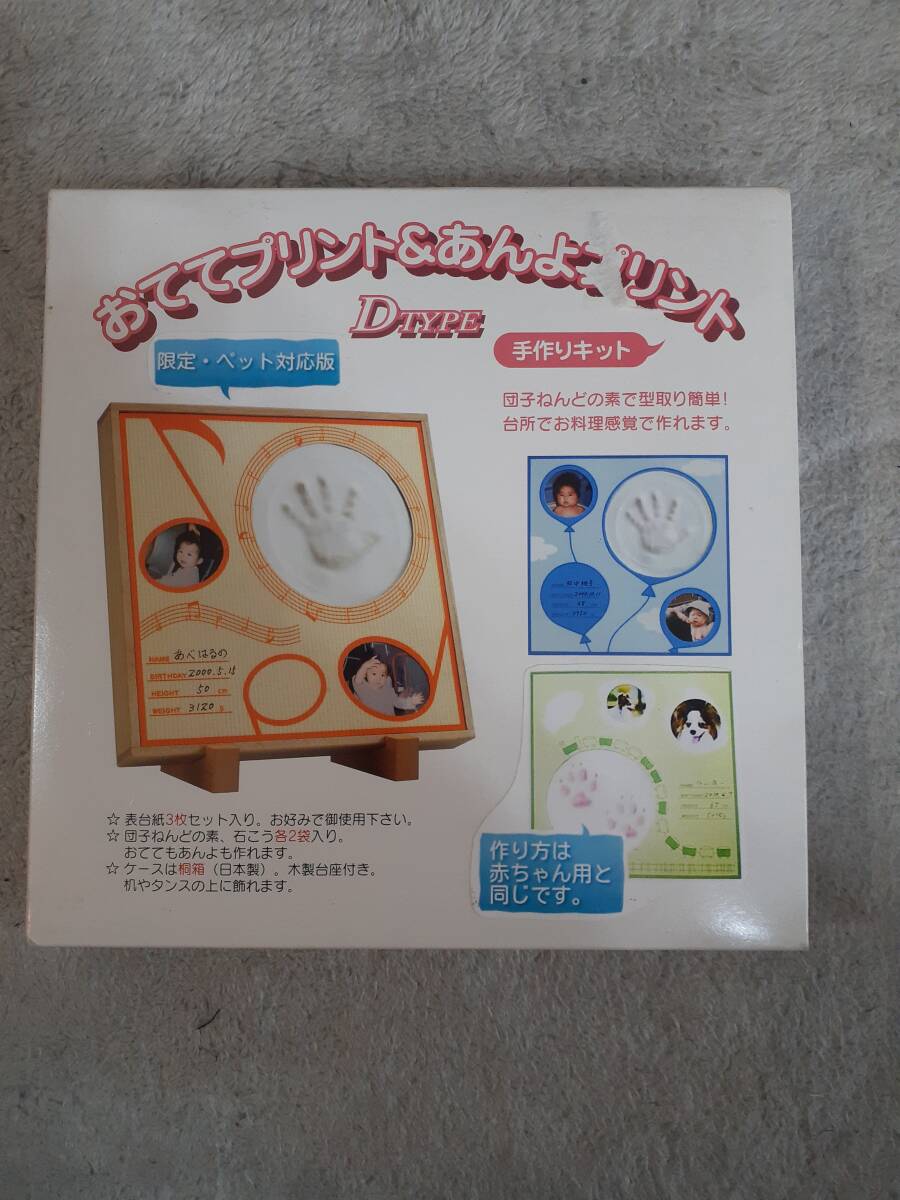 おててプリント&あんよプリント
D TYPE
限定・ペット対応版
手作りキット
団子ねんどの素で型取り簡単!
台所でお料理感覚で作れます。
NAME あべはるの
BIRTHDAY 2000.5.15
HEIGHT 50 cm
WEIGHT 3120 g
☆ 表台紙3枚セット入り。お好みで御使用下さい。
☆ 団子ねんどの素、石こう各2袋入り。
おててもあんよも作れます。
☆ ケースは桐箱（日本製）。木製台座付き。
机やタンスの上に飾れます。
作り方は
赤ちゃん用と
同じです。